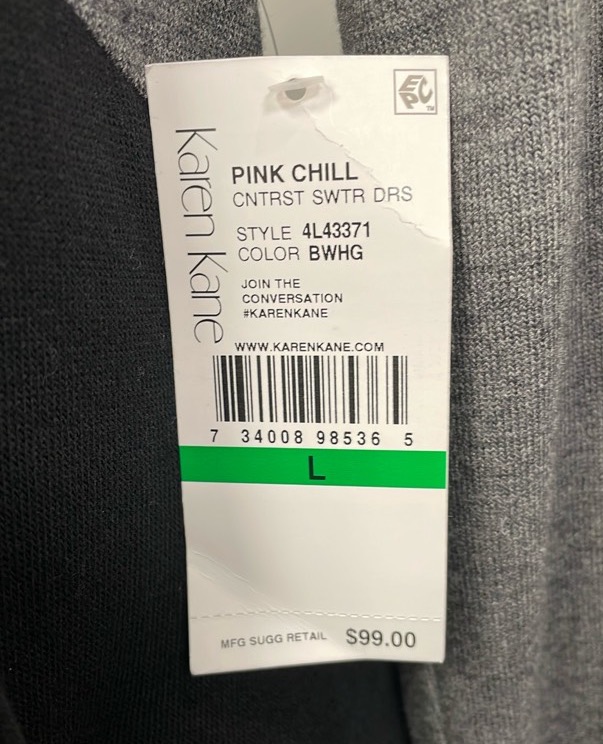 EPC™
Karen Kane
PINK CHILL
CNTRST SWTR DRS
STYLE 4L43371
COLOR BWHG
JOIN THE
CONVERSATION
#KARENKANE
WWW.KARENKANE.COM
7 34008 98536 5
L
MFG SUGG RETAIL $99.00